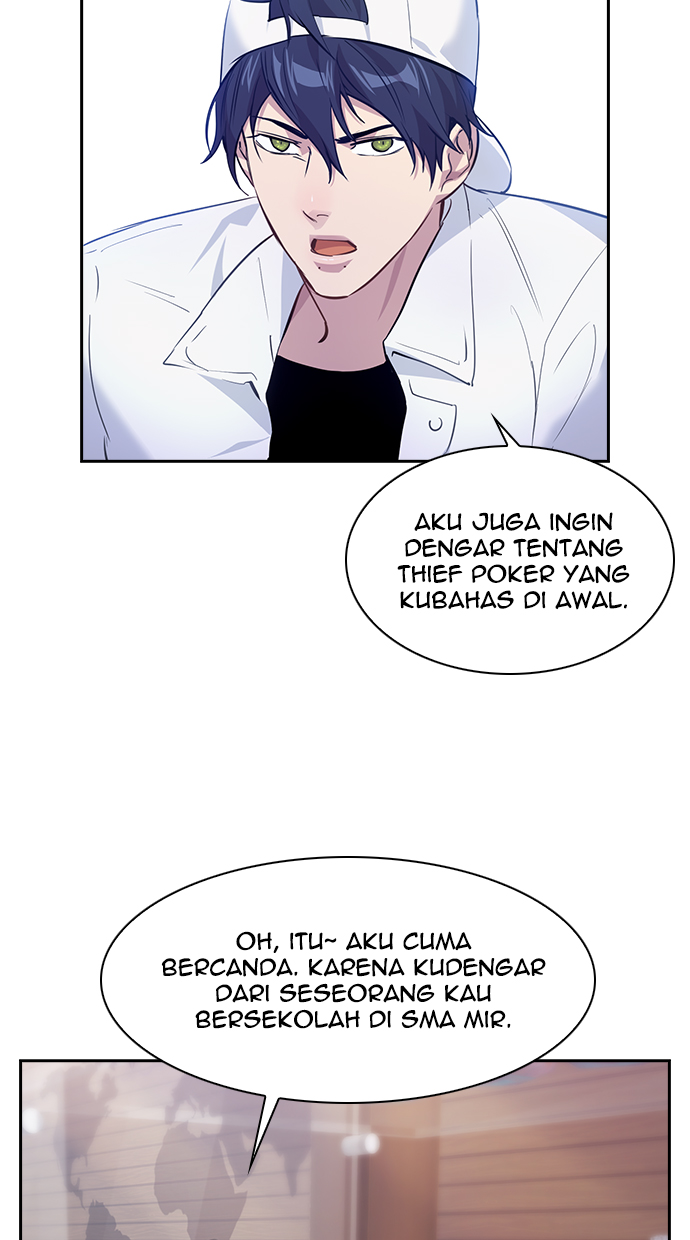 AKU JUGA INGIN
DENGAR TENTANG
THIEF POKER YANG
KUBAHAS DI AWAL.
OH, ITU~ AKU CUMA
BERCANDA. KARENA KUDENGAR
DARI SESEORANG KAU
BERSEKOLAH DI SMA MIR.